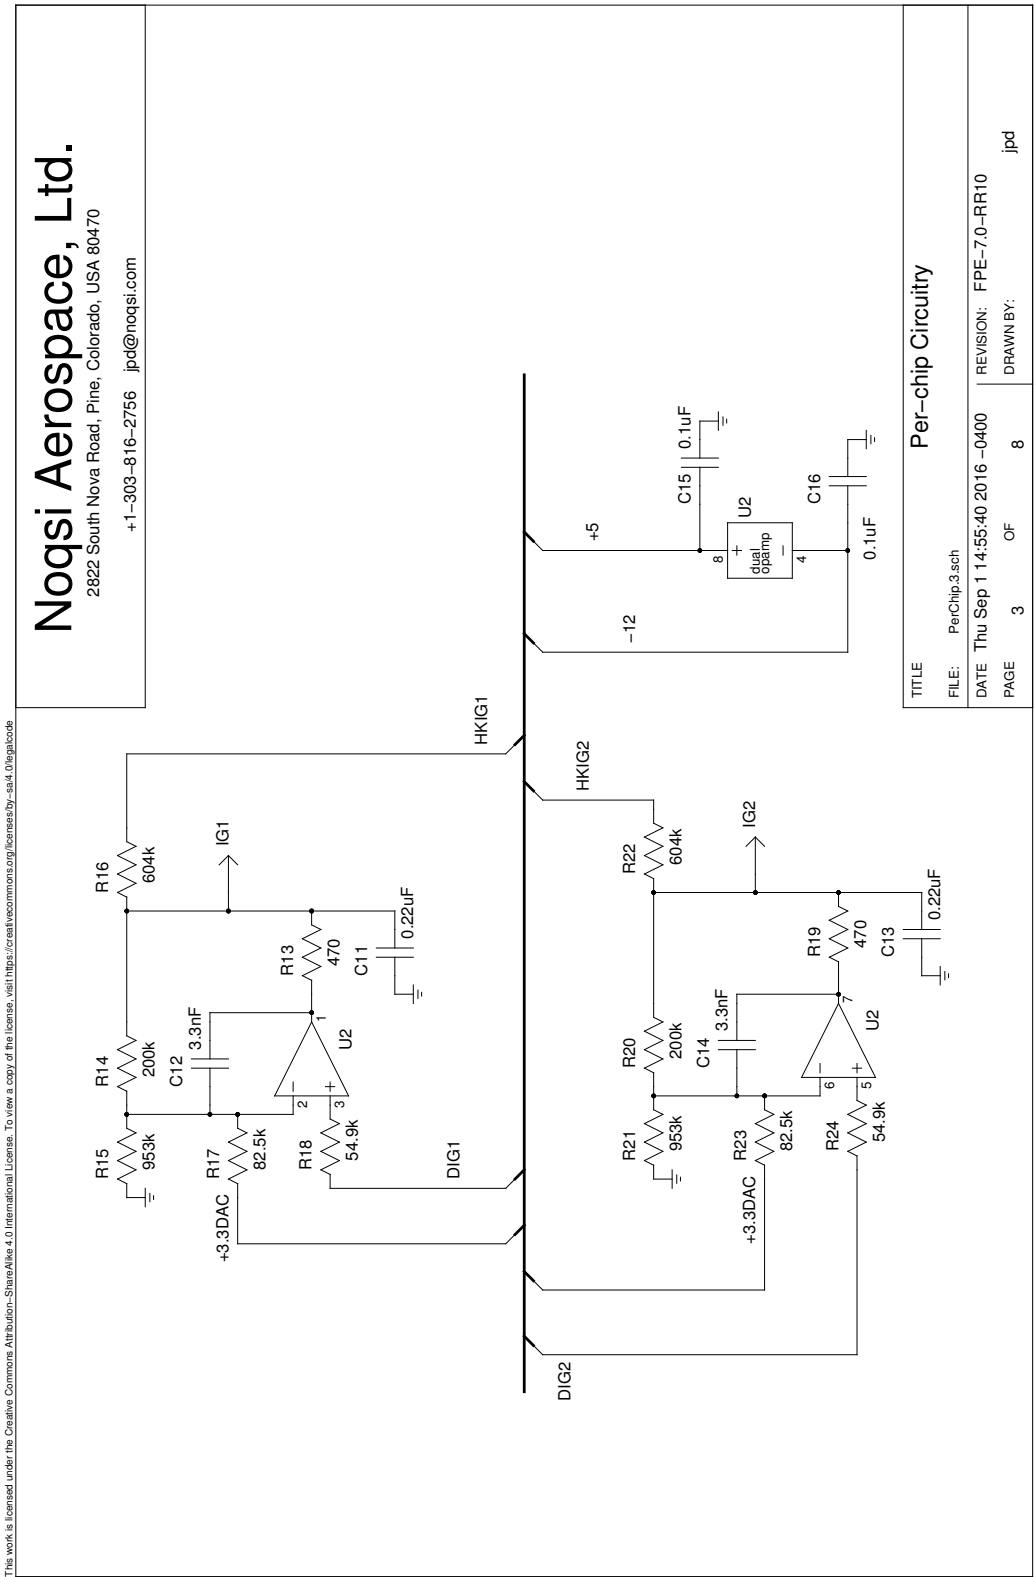 This work is licensed under the Creative Commons Attribution−ShareAlike 4.0 International License. To view a copy of the license, visit https://creativecommons.org/licenses/by−sa/4.0/legalcode
Noqsi Aerospace, Ltd.
2822 South Nova Road, Pine, Colorado, USA 80470
+1−303−816−2756 jpd@noqsi.com
R15
953k
R14
200k
R16
604k
C12
3.3nF
IG1
R17
82.5k
+3.3DAC
2
3
−
+
1
U2
R13
470
R18
54.9k
C11
0.22uF
DIG1
HKIG1
DIG2
HKIG2
−12
+5
R21
953k
R20
200k
R22
604k
C14
3.3nF
IG2
R23
82.5k
+3.3DAC
6
5
−
+
7
U2
R19
470
R24
54.9k
C13
0.22uF
C15
0.1uF
U2
8
+
dual
opamp
−
4
C16
0.1uF
TITLE
Per−chip Circuitry
FILE: PerChip.3.sch
REVISION: FPE−7.0−RR10
DATE Thu Sep 1 14:55:40 2016 −0400
PAGE 3 OF 8
DRAWN BY: jpd